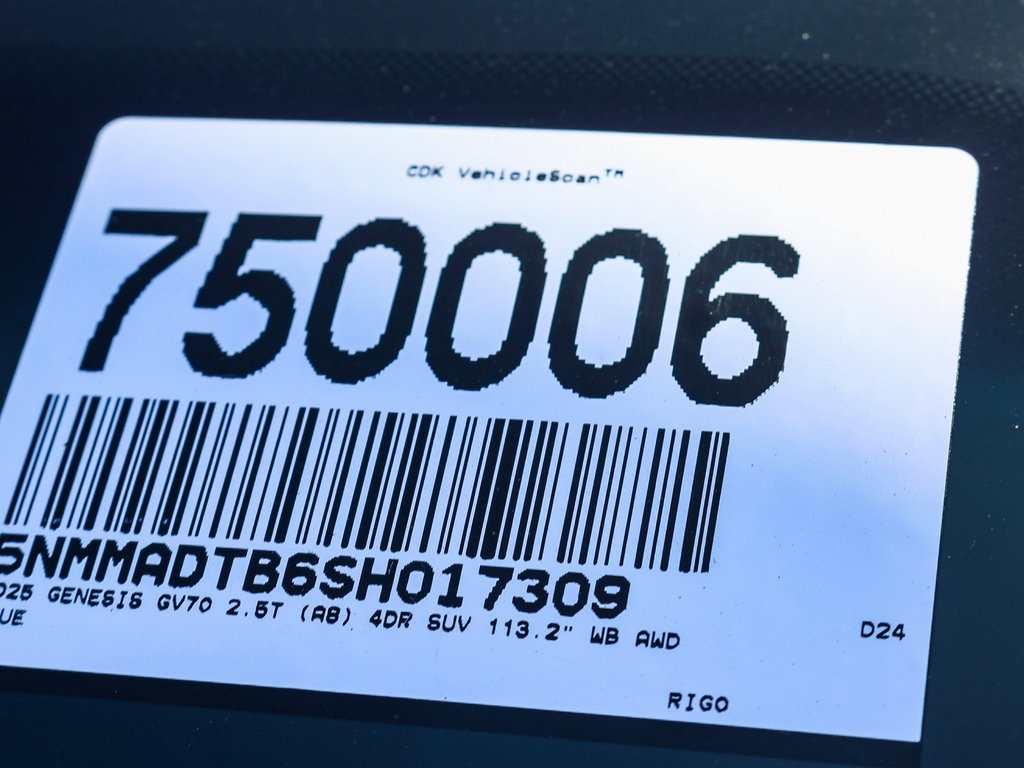 CDK VehicleScan™
750006
5NMMADTB6SH017309
025 GENESIS GV70 2.5T (A8) 4DR SUV 113.2" WB AWD
UE
D24
RIGO